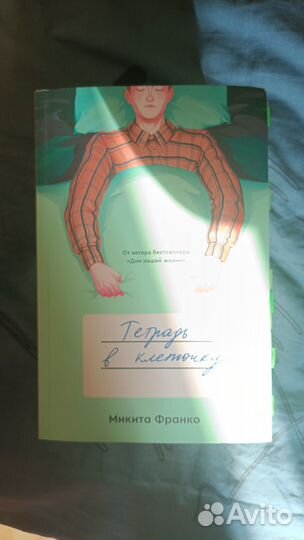 От автора бестселлера
«Дни нашей жизни»
Тетрадь
в клеточку
Микита Франко
Avito